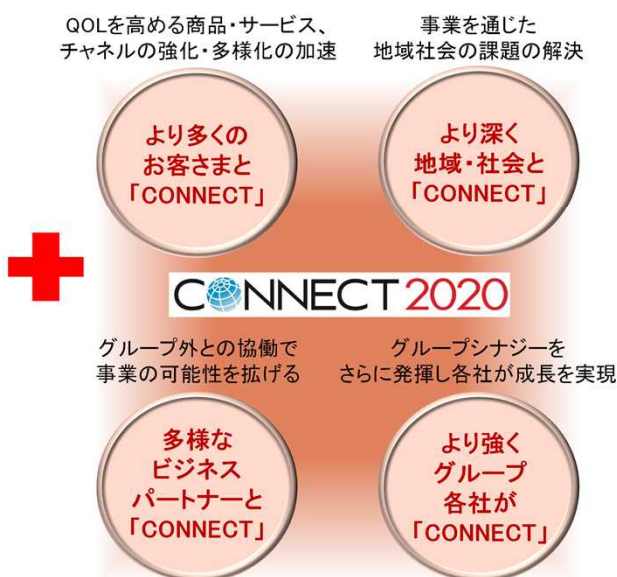 QOLを高める商品・サービス、
チャネルの強化・多様化の加速
事業を通じた
地域社会の課題の解決
より多くの
お客さまと
「CONNECT」
より深く
地域・社会と
「CONNECT」
CONNECT 2020
グループ外との協働で
事業の可能性を拡げる
グループシナジーを
さらに発揮し各社が成長を実現
多様な
ビジネス
パートナーと
「CONNECT」
より強く
グループ
各社が
「CONNECT」